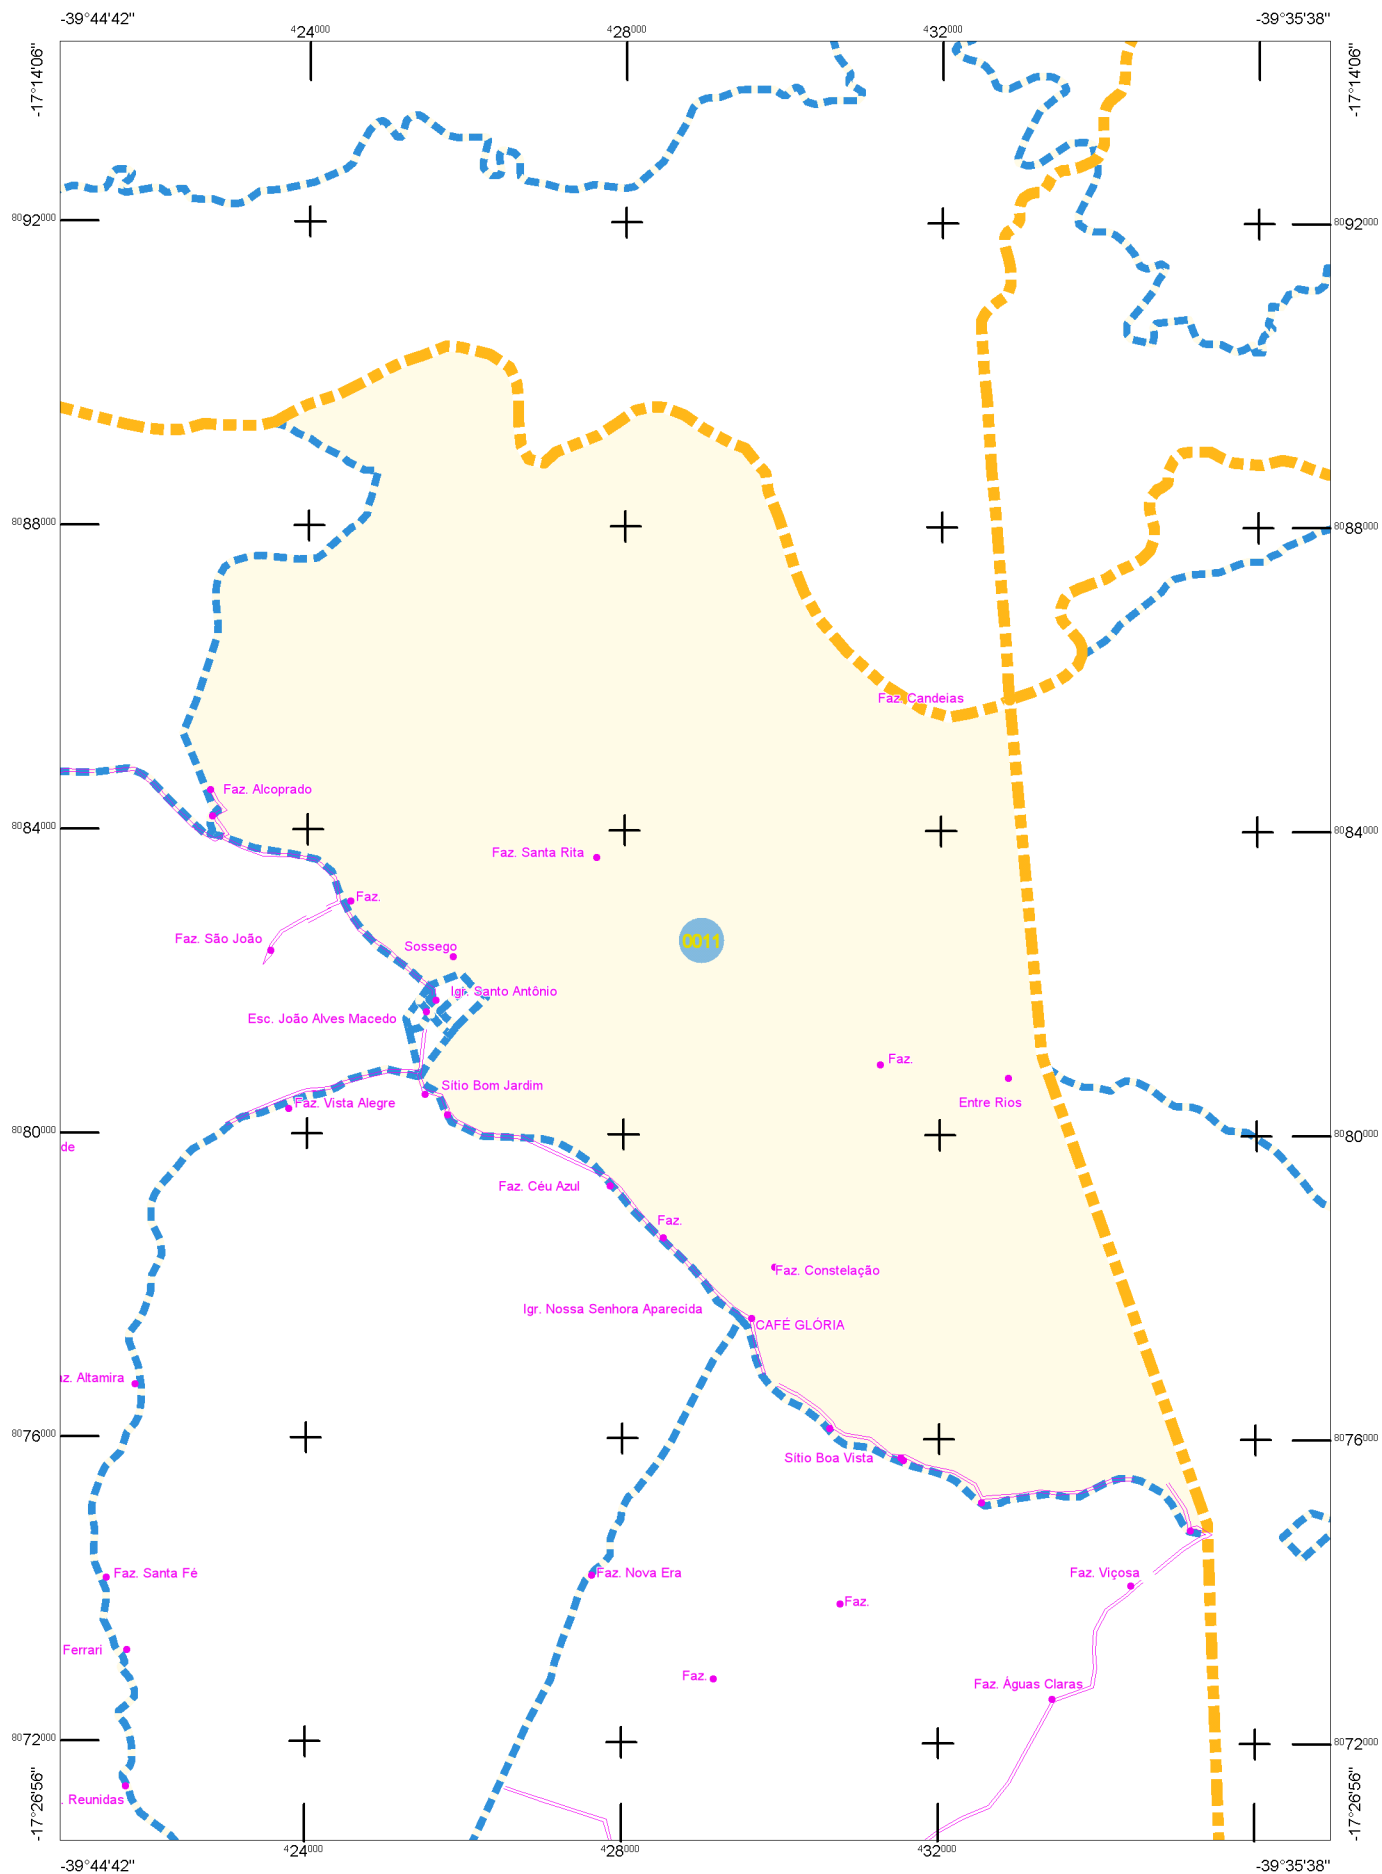 -39°44'42"
-39°35'38"
424000
428000
432000
-17°14'06"
-17°14'06"
8092000
8092000
8088000
8088000
Faz. Candeias
Faz. Alcoprado
8084000
8084000
Faz. Santa Rita
Faz.
Faz. São João
Sossego
0011
Igr. Santo Antônio
Esc. João Alves Macedo
Faz.
Sítio Bom Jardim
Faz. Vista Alegre
Entre Rios
8080000
8080000
de
Faz. Céu Azul
Faz.
Faz. Constelação
Igr. Nossa Senhora Aparecida
CAFÉ GLÓRIA
az. Altamira
8076000
8076000
Sítio Boa Vista
Faz. Santa Fé
Faz. Nova Era
Faz. Viçosa
Faz.
Ferrari
Faz.
Faz. Águas Claras
8072000
8072000
. Reunidas
-17°26'56"
-17°26'56"
424000
428000
432000
-39°44'42"
-39°35'38"